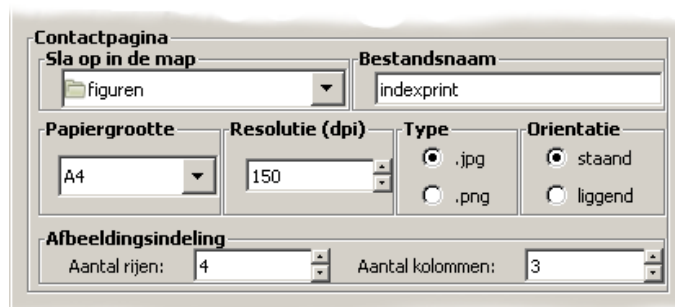 Contactpagina
Sla op in de map Bestandsnaam
figuren indexprint
Papiergrootte Resolutie (dpi) Type Orientatie
.jpg staand
A4 150
.png liggend
Afbeeldingsindeling
Aantal rijen: 4 Aantal kolommen: 3